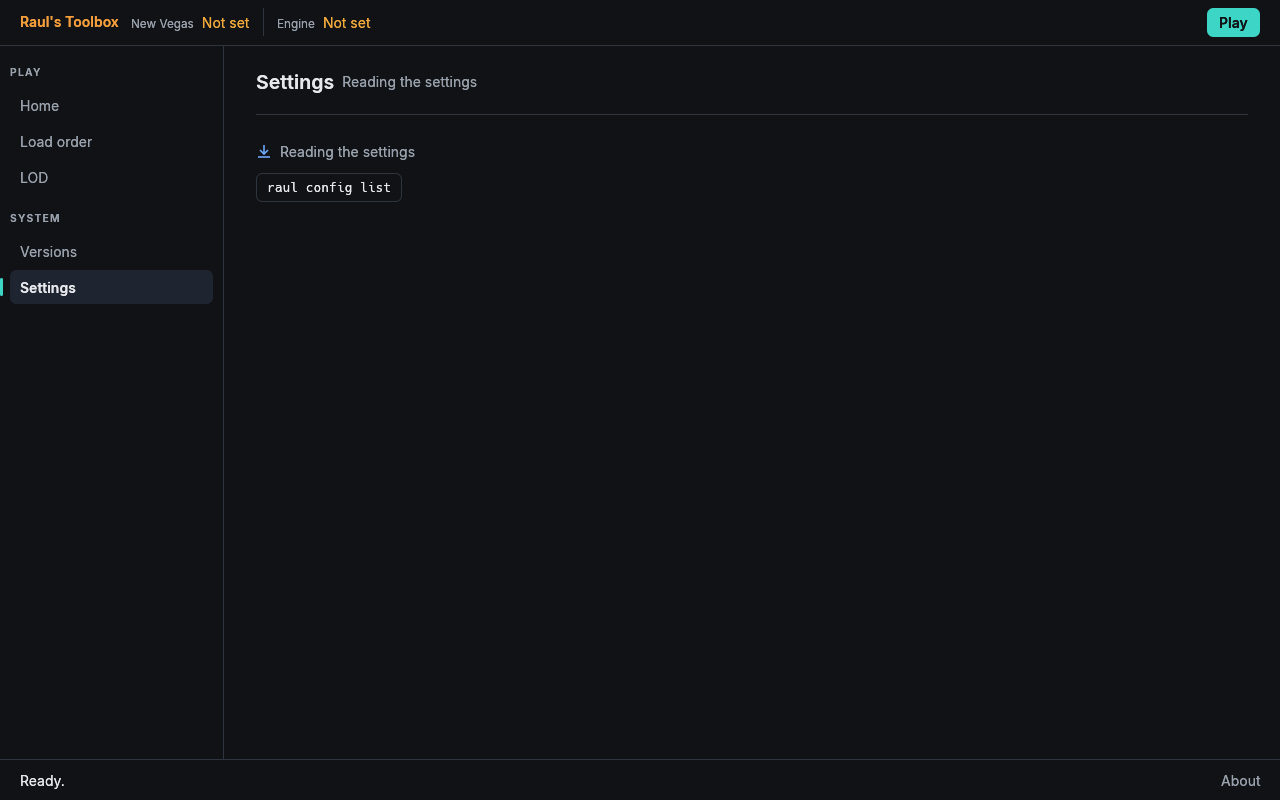 Raul's Toolbox New Vegas Not set Engine Not set Play
PLAY
Home
Load order
LOD
SYSTEM
Versions
Settings
Settings Reading the settings
Reading the settings
raul config list
Ready.
About